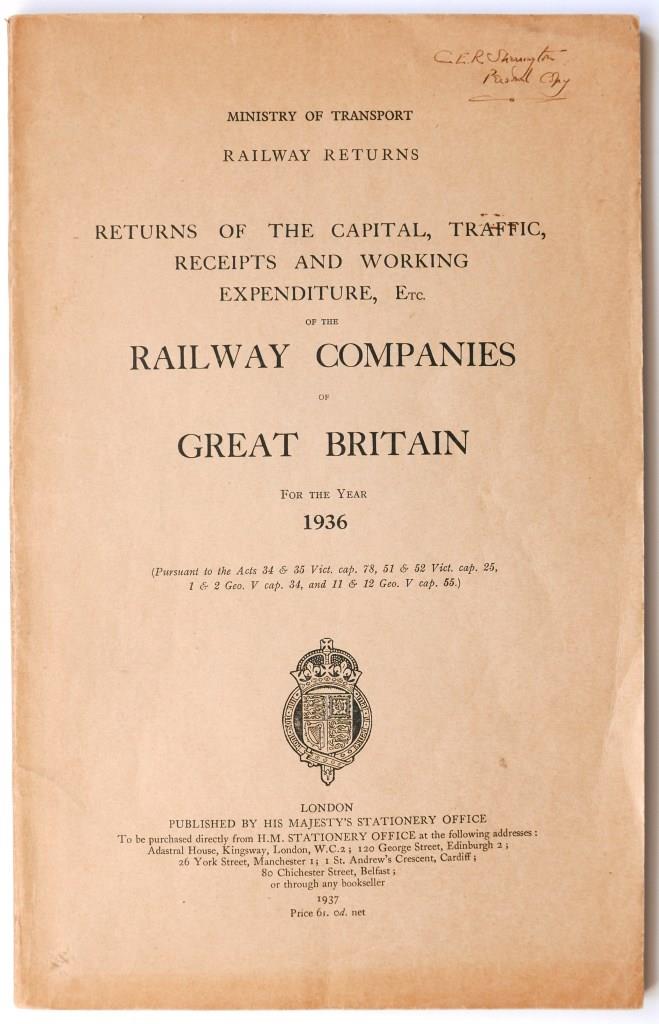 C.E.R. Sherrington
Personal Copy
MINISTRY OF TRANSPORT
RAILWAY RETURNS
RETURNS OF THE CAPITAL, TRAFFIC,
RECEIPTS AND WORKING
EXPENDITURE, ETC.
OF THE
RAILWAY COMPANIES
OF
GREAT BRITAIN
FOR THE YEAR
1936
(Pursuant to the Acts 34 & 35 Vict. cap. 78, 51 & 52 Vict. cap. 25,
1 & 2 Geo. V cap. 34, and 11 & 12 Geo. V cap. 55.)
LONDON
PUBLISHED BY HIS MAJESTY'S STATIONERY OFFICE
To be purchased directly from H.M. STATIONERY OFFICE at the following addresses:
Adastral House, Kingsway, London, W.C.2; 120 George Street, Edinburgh 2;
26 York Street, Manchester 1; 1 St. Andrew's Crescent, Cardiff;
80 Chichester Street, Belfast;
or through any bookseller
1937
Price 6s. 0d. net